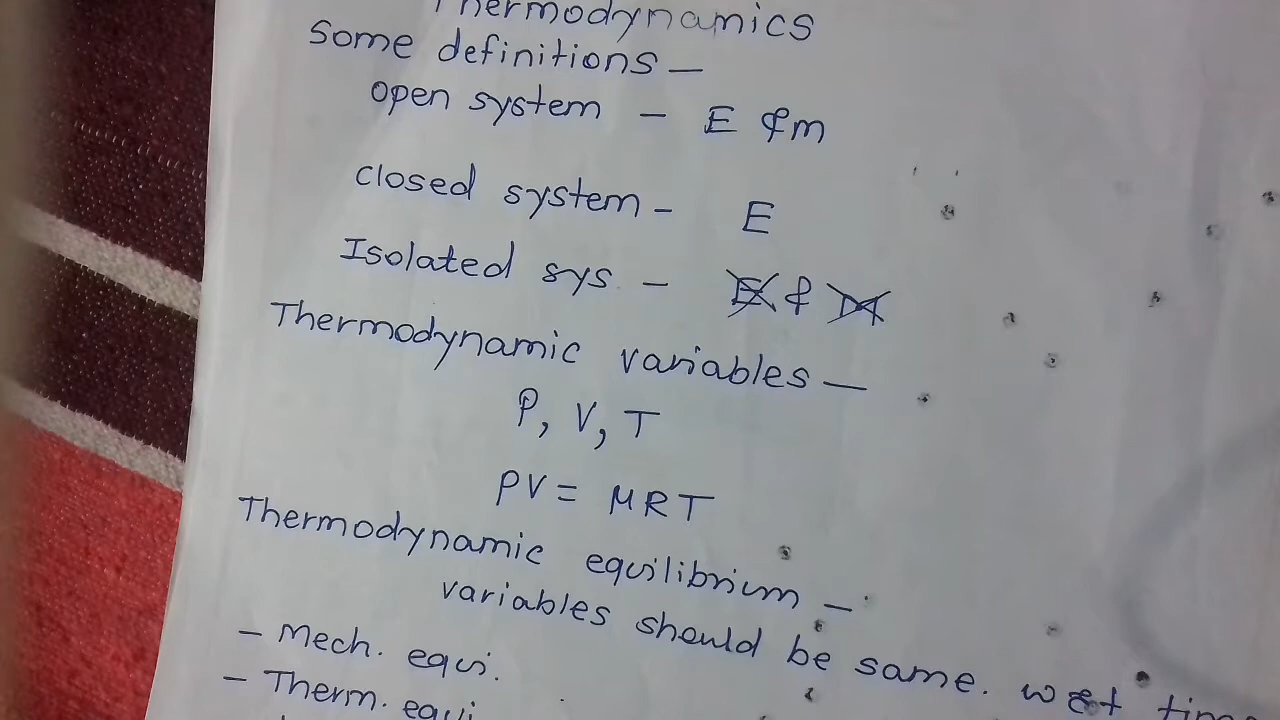 Thermodynamics
Some definitions —
open system - E & m
closed system - E
Isolated sys -
Thermodynamic variables —
P, V, T
PV = μRT
Thermodynamic equilibrium —
variables should be same. w&t time
- Mech. equi.
- Therm. equi